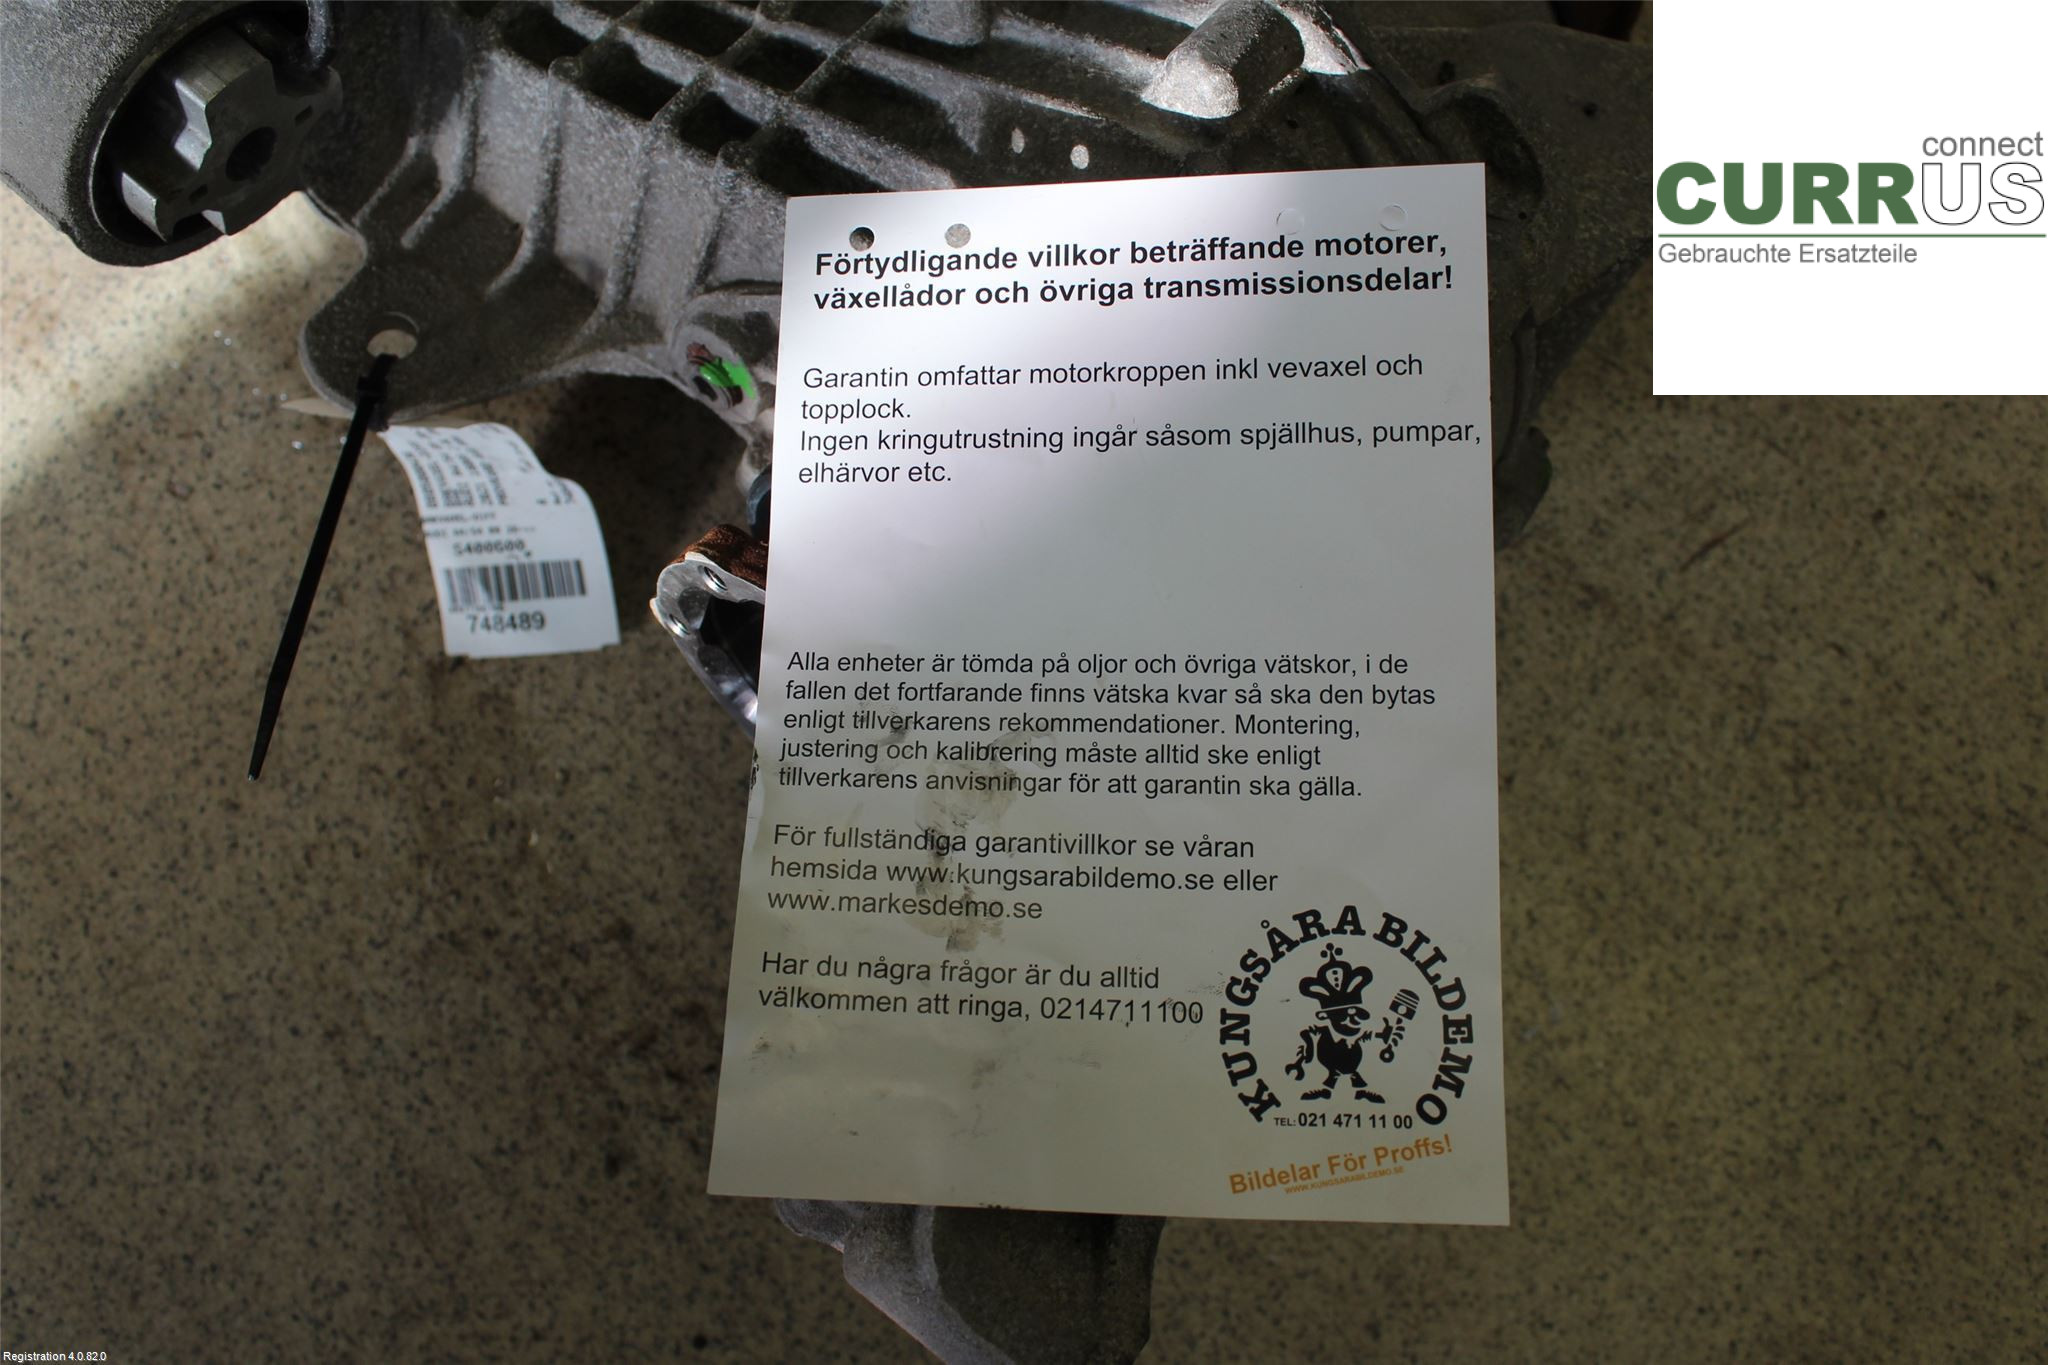 connect
CURRUS
Gebrauchte Ersatzteile
Förtydligande villkor beträffande motorer,
växellådor och övriga transmissionsdelar!
Garantin omfattar motorkroppen inkl vevaxel och
topplock.
Ingen kringutrustning ingår såsom spjällhus, pumpar,
elhärvor etc.
Alla enheter är tömda på oljor och övriga vätskor, i de
fallen det fortfarande finns vätska kvar så ska den bytas
enligt tillverkarens rekommendationer. Montering,
justering och kalibrering måste alltid ske enligt
tillverkarens anvisningar för att garantin ska gälla.
För fullständiga garantivillkor se våran
hemsida www.kungsarabildemo.se eller
www.markesdemo.se
Har du några frågor är du alltid
välkommen att ringa, 0214711100
KUNGSÅRA BILDEMO
TEL: 021 471 11 00
Bildelar För Proffs!
WWW.KUNGSARABILDEMO.SE
S400600
748489
Registration 4.0.82.0